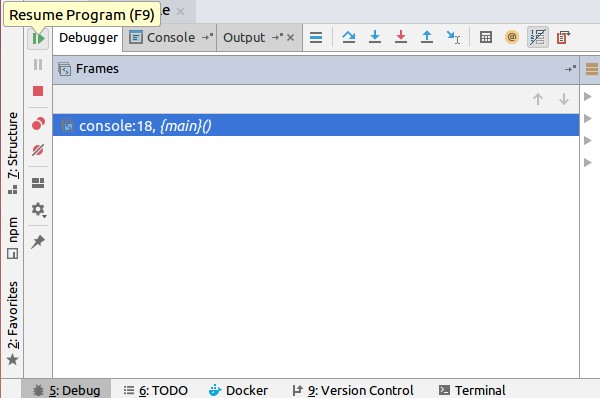 Resume Program (F9)
e
Debugger
Console
Output
@
Frames
console:18, {main}()
7: Structure
npm
2: Favorites
5: Debug
6: TODO
Docker
9: Version Control
Terminal